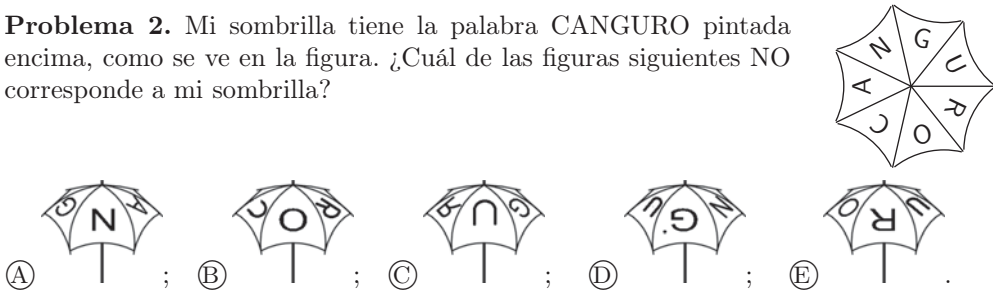 Problema 2. Mi sombrilla tiene la palabra CANGURO pintada
encima, como se ve en la figura. ¿Cuál de las figuras siguientes NO
corresponde a mi sombrilla?
C A N G U R O
G N A
C O R
R U G
U G N
O R U
A ; B ; C ; D ; E .